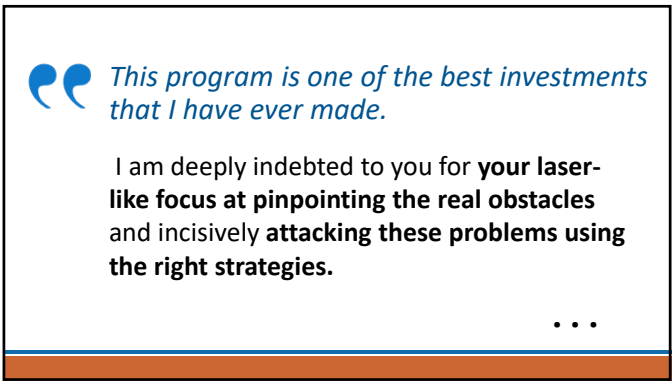 This program is one of the best investments
that I have ever made.
I am deeply indebted to you for your laser-
like focus at pinpointing the real obstacles
and incisively attacking these problems using
the right strategies.
. . .